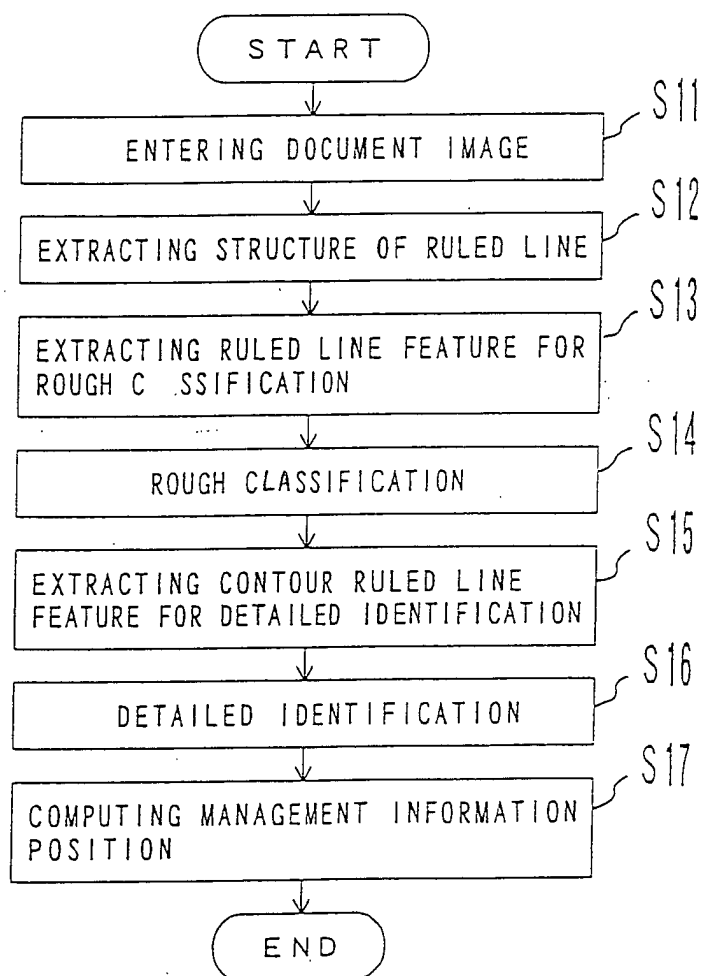 START
S11
ENTERING DOCUMENT IMAGE
S12
EXTRACTING STRUCTURE OF RULED LINE
S13
EXTRACTING RULED LINE FEATURE FOR
ROUGH C SSIFICATION
S14
ROUGH CLASSIFICATION
S15
EXTRACTING CONTOUR RULED LINE
FEATURE FOR DETAILED IDENTIFICATION
S16
DETAILED IDENTIFICATION
S17
COMPUTING MANAGEMENT INFORMATION
POSITION
END